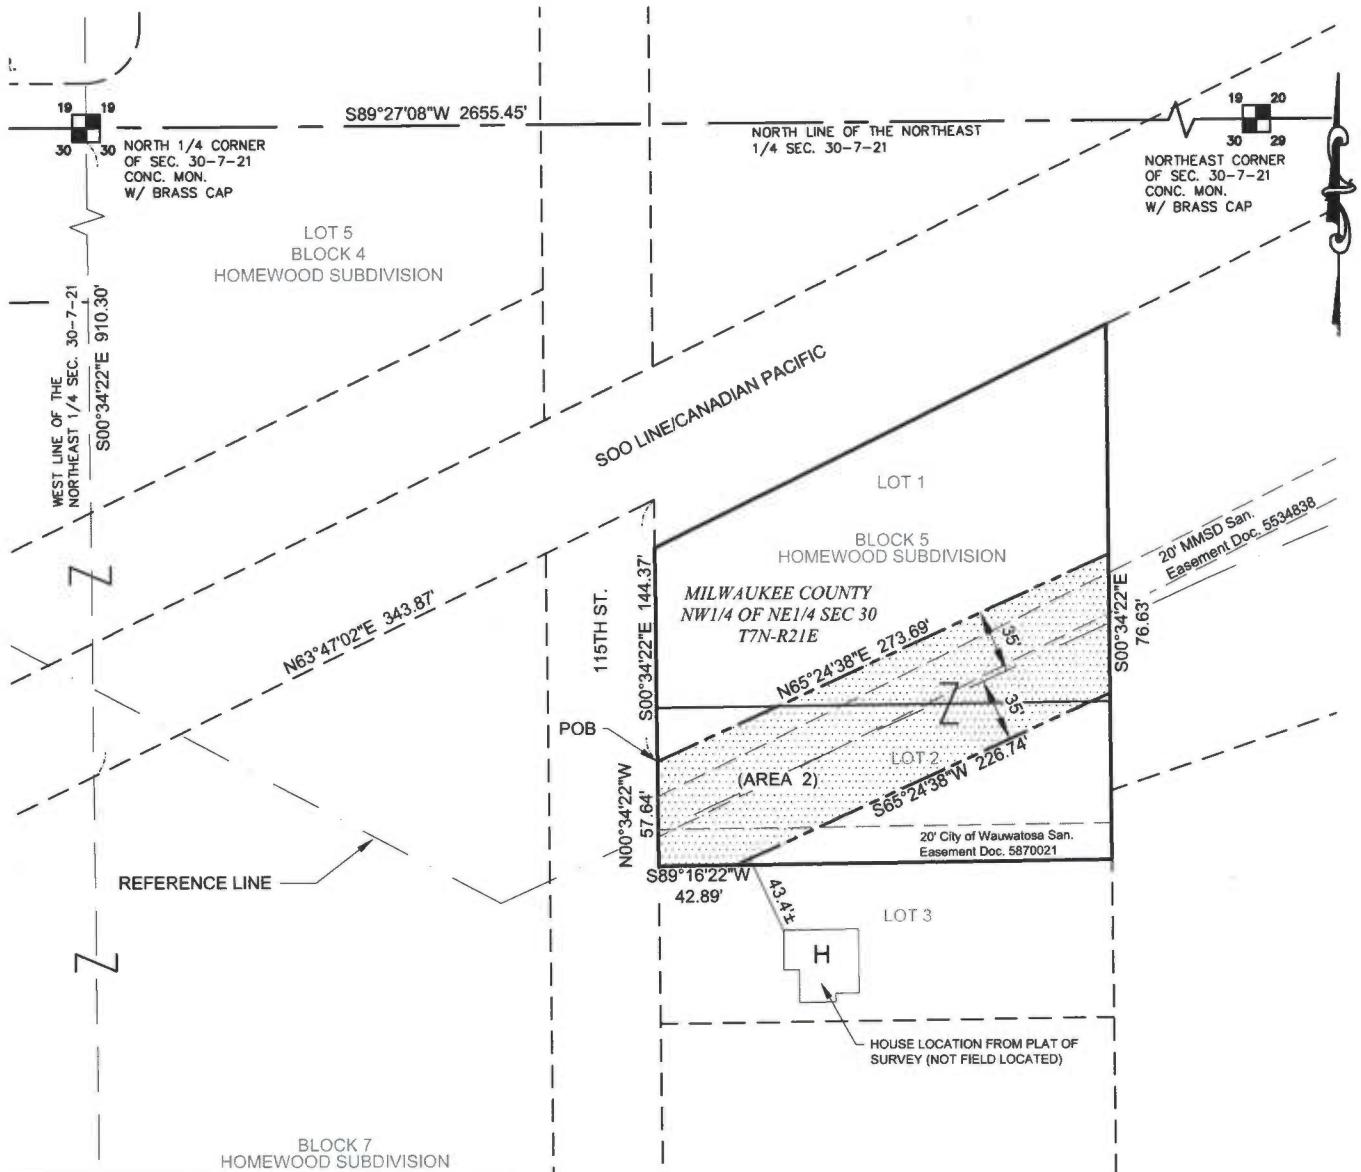 R.
19 19
30 30
NORTH 1/4 CORNER
OF SEC. 30-7-21
CONC. MON.
W/ BRASS CAP
S89°27'08"W 2655.45'
NORTH LINE OF THE NORTHEAST
1/4 SEC. 30-7-21
19 20
30 29
NORTHEAST CORNER
OF SEC. 30-7-21
CONC. MON.
W/ BRASS CAP
LOT 5
BLOCK 4
HOMEWOOD SUBDIVISION
WEST LINE OF THE
NORTHEAST 1/4 SEC. 30-7-21
S00°34'22"E 910.30'
SOO LINE/CANADIAN PACIFIC
LOT 1
BLOCK 5
HOMEWOOD SUBDIVISION
20' MMSD San.
Easement Doc. 5534838
MILWAUKEE COUNTY
NW1/4 OF NE1/4 SEC 30
T7N-R21E
N63°47'02"E 343.87'
115TH ST.
S00°34'22"E 144.37'
N65°24'38"E 273.69'
35'
35'
S00°34'22"E
76.63'
POB
LOT 2
(AREA 2)
S65°24'38"W 226.74'
N00°34'22"W
57.64'
20' City of Wauwatosa San.
Easement Doc. 5870021
REFERENCE LINE
S89°16'22"W
42.89'
43.4'±
LOT 3
H
HOUSE LOCATION FROM PLAT OF
SURVEY (NOT FIELD LOCATED)
BLOCK 7
HOMEWOOD SUBDIVISION